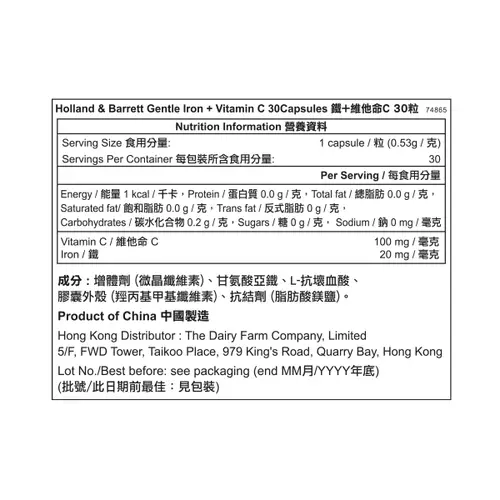 Holland & Barrett Gentle Iron + Vitamin C 30Capsules 鐵+維他命C 30粒 74865
Nutrition Information 營養資料
Serving Size 食用分量: 1 capsule / 粒 (0.53g / 克)
Servings Per Container 每包裝所含食用分量: 30
Per Serving / 每食用分量
Energy / 能量 1 kcal / 千卡，Protein / 蛋白質 0.0 g / 克，Total fat / 總脂肪 0.0 g / 克，
Saturated fat/ 飽和脂肪 0.0 g / 克，Trans fat / 反式脂肪 0 g / 克，
Carbohydrates / 碳水化合物 0.2 g / 克，Sugars / 糖 0 g / 克， Sodium / 鈉 0 mg / 毫克
Vitamin C / 維他命 C 100 mg / 毫克
Iron / 鐵 20 mg / 毫克
成分 : 增體劑 (微晶纖維素)、甘氨酸亞鐵、L-抗壞血酸、
膠囊外殼 (羥丙基甲基纖維素)、抗結劑 (脂肪酸鎂鹽)。
Product of China 中國製造
Hong Kong Distributor : The Dairy Farm Company, Limited
5/F, FWD Tower, Taikoo Place, 979 King's Road, Quarry Bay, Hong Kong
Lot No./Best before: see packaging (end MM月/YYYY年底)
(批號/此日期前最佳 : 見包裝)